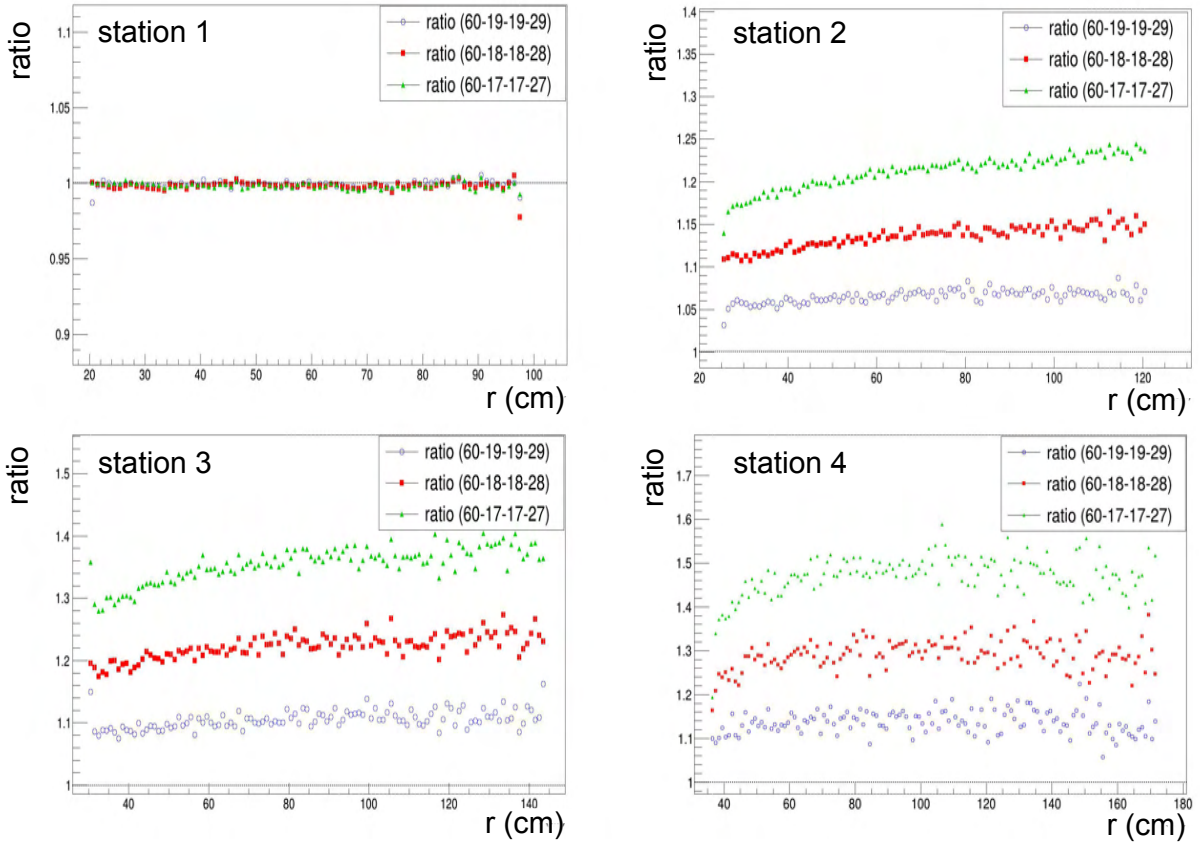 station 1
ratio
ratio (60-19-19-29)
ratio (60-18-18-28)
ratio (60-17-17-27)
1.1
1.05
1
0.95
0.9
20 30 40 50 60 70 80 90 100
r (cm)
station 2
ratio
ratio (60-19-19-29)
ratio (60-18-18-28)
ratio (60-17-17-27)
1.4
1.35
1.3
1.25
1.2
1.15
1.1
1.05
1
20 40 60 80 100 120
r (cm)
station 3
ratio
ratio (60-19-19-29)
ratio (60-18-18-28)
ratio (60-17-17-27)
1.5
1.4
1.3
1.2
1.1
1
40 60 80 100 120 140
r (cm)
station 4
ratio
ratio (60-19-19-29)
ratio (60-18-18-28)
ratio (60-17-17-27)
1.7
1.6
1.5
1.4
1.3
1.2
1.1
1
40 60 80 100 120 140 160 180
r (cm)